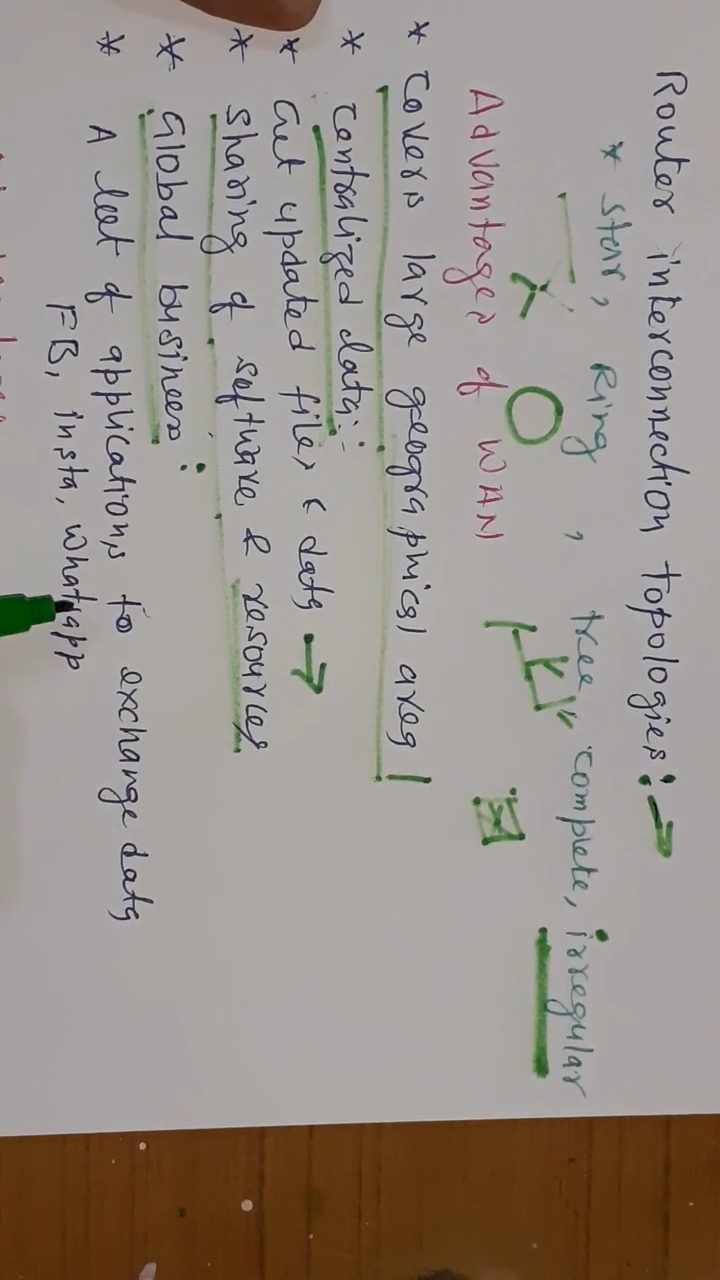 Router interconnection topologies:→
* Star, Ring, tree, complete, irregular
Advantages of WAN
* Covers large geographical area
* Centralized data:-
* Get updated files & data →
* Sharing of software & resources
* Global business:
* A lot of applications to exchange data
FB, insta, whatsapp